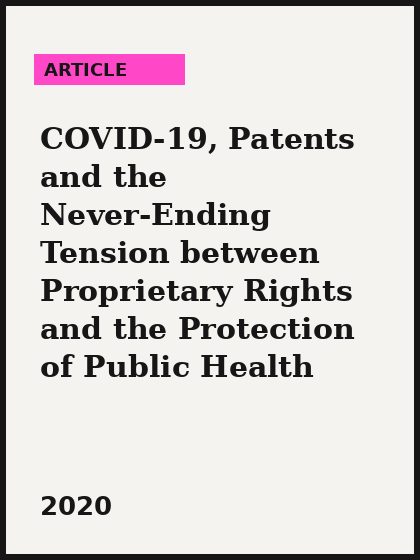 ARTICLE
COVID-19, Patents
and the
Never-Ending
Tension between
Proprietary Rights
and the Protection
of Public Health
2020